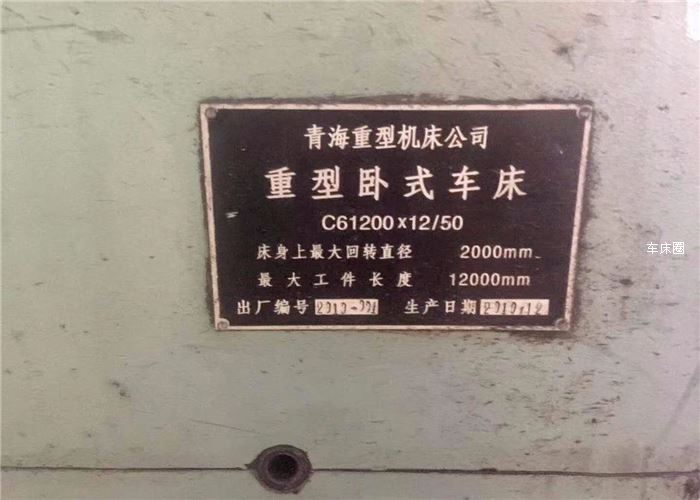 青海重型机床公司
重型卧式车床
C61200x12/50
床身上最大回转直径 2000mm
最大工件长度 12000mm
出厂编号 生产日期
车床圈